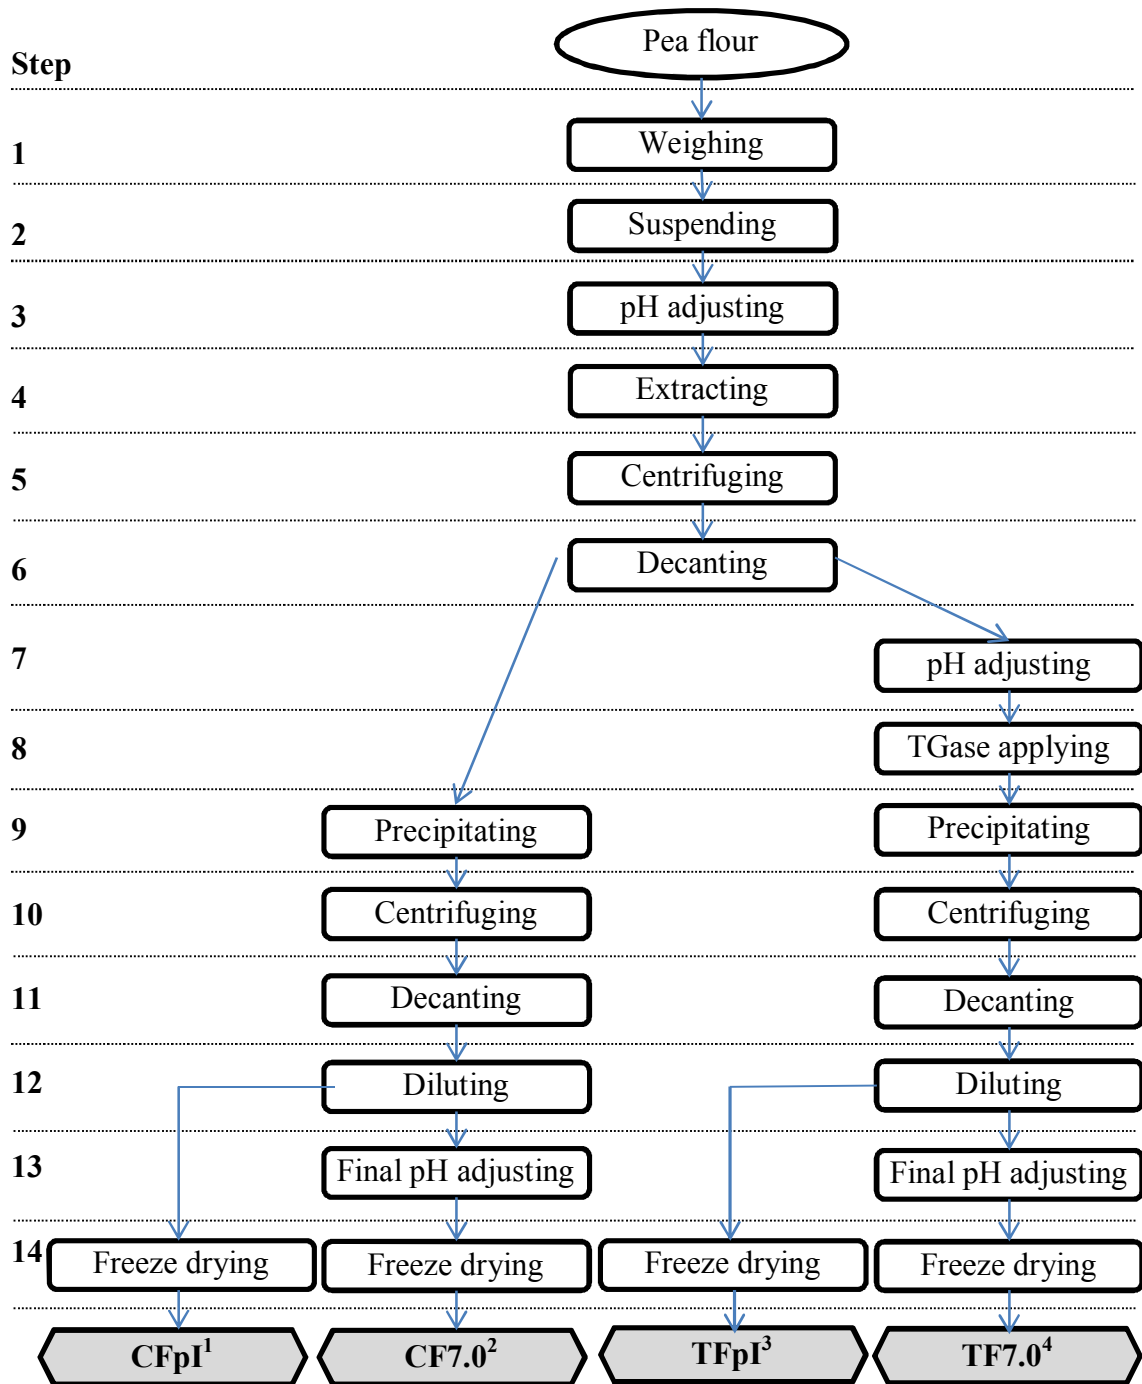 Pea flour
Step
1
Weighing
2
Suspending
3
pH adjusting
4
Extracting
5
Centrifuging
6
Decanting
7
pH adjusting
8
TGase applying
9
Precipitating
Precipitating
10
Centrifuging
Centrifuging
11
Decanting
Decanting
12
Diluting
Diluting
13
Final pH adjusting
Final pH adjusting
14
Freeze drying
Freeze drying
Freeze drying
Freeze drying
CFpI¹
CF7.0²
TFpI³
TF7.0⁴